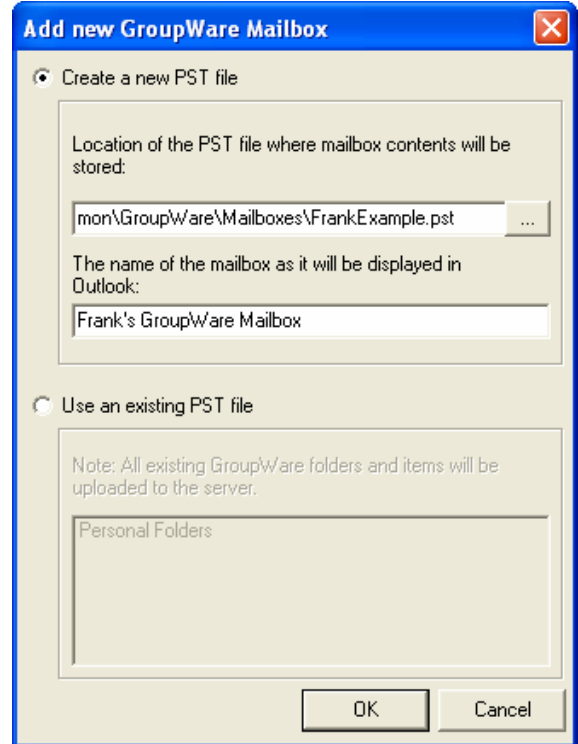 Add new GroupWare Mailbox
Create a new PST file
Location of the PST file where mailbox contents will be
stored:
mon\GroupWare\Mailboxes\FrankExample.pst
...
The name of the mailbox as it will be displayed in
Outlook:
Frank's GroupWare Mailbox
Use an existing PST file
Note: All existing GroupWare folders and items will be
uploaded to the server.
Personal Folders
OK
Cancel